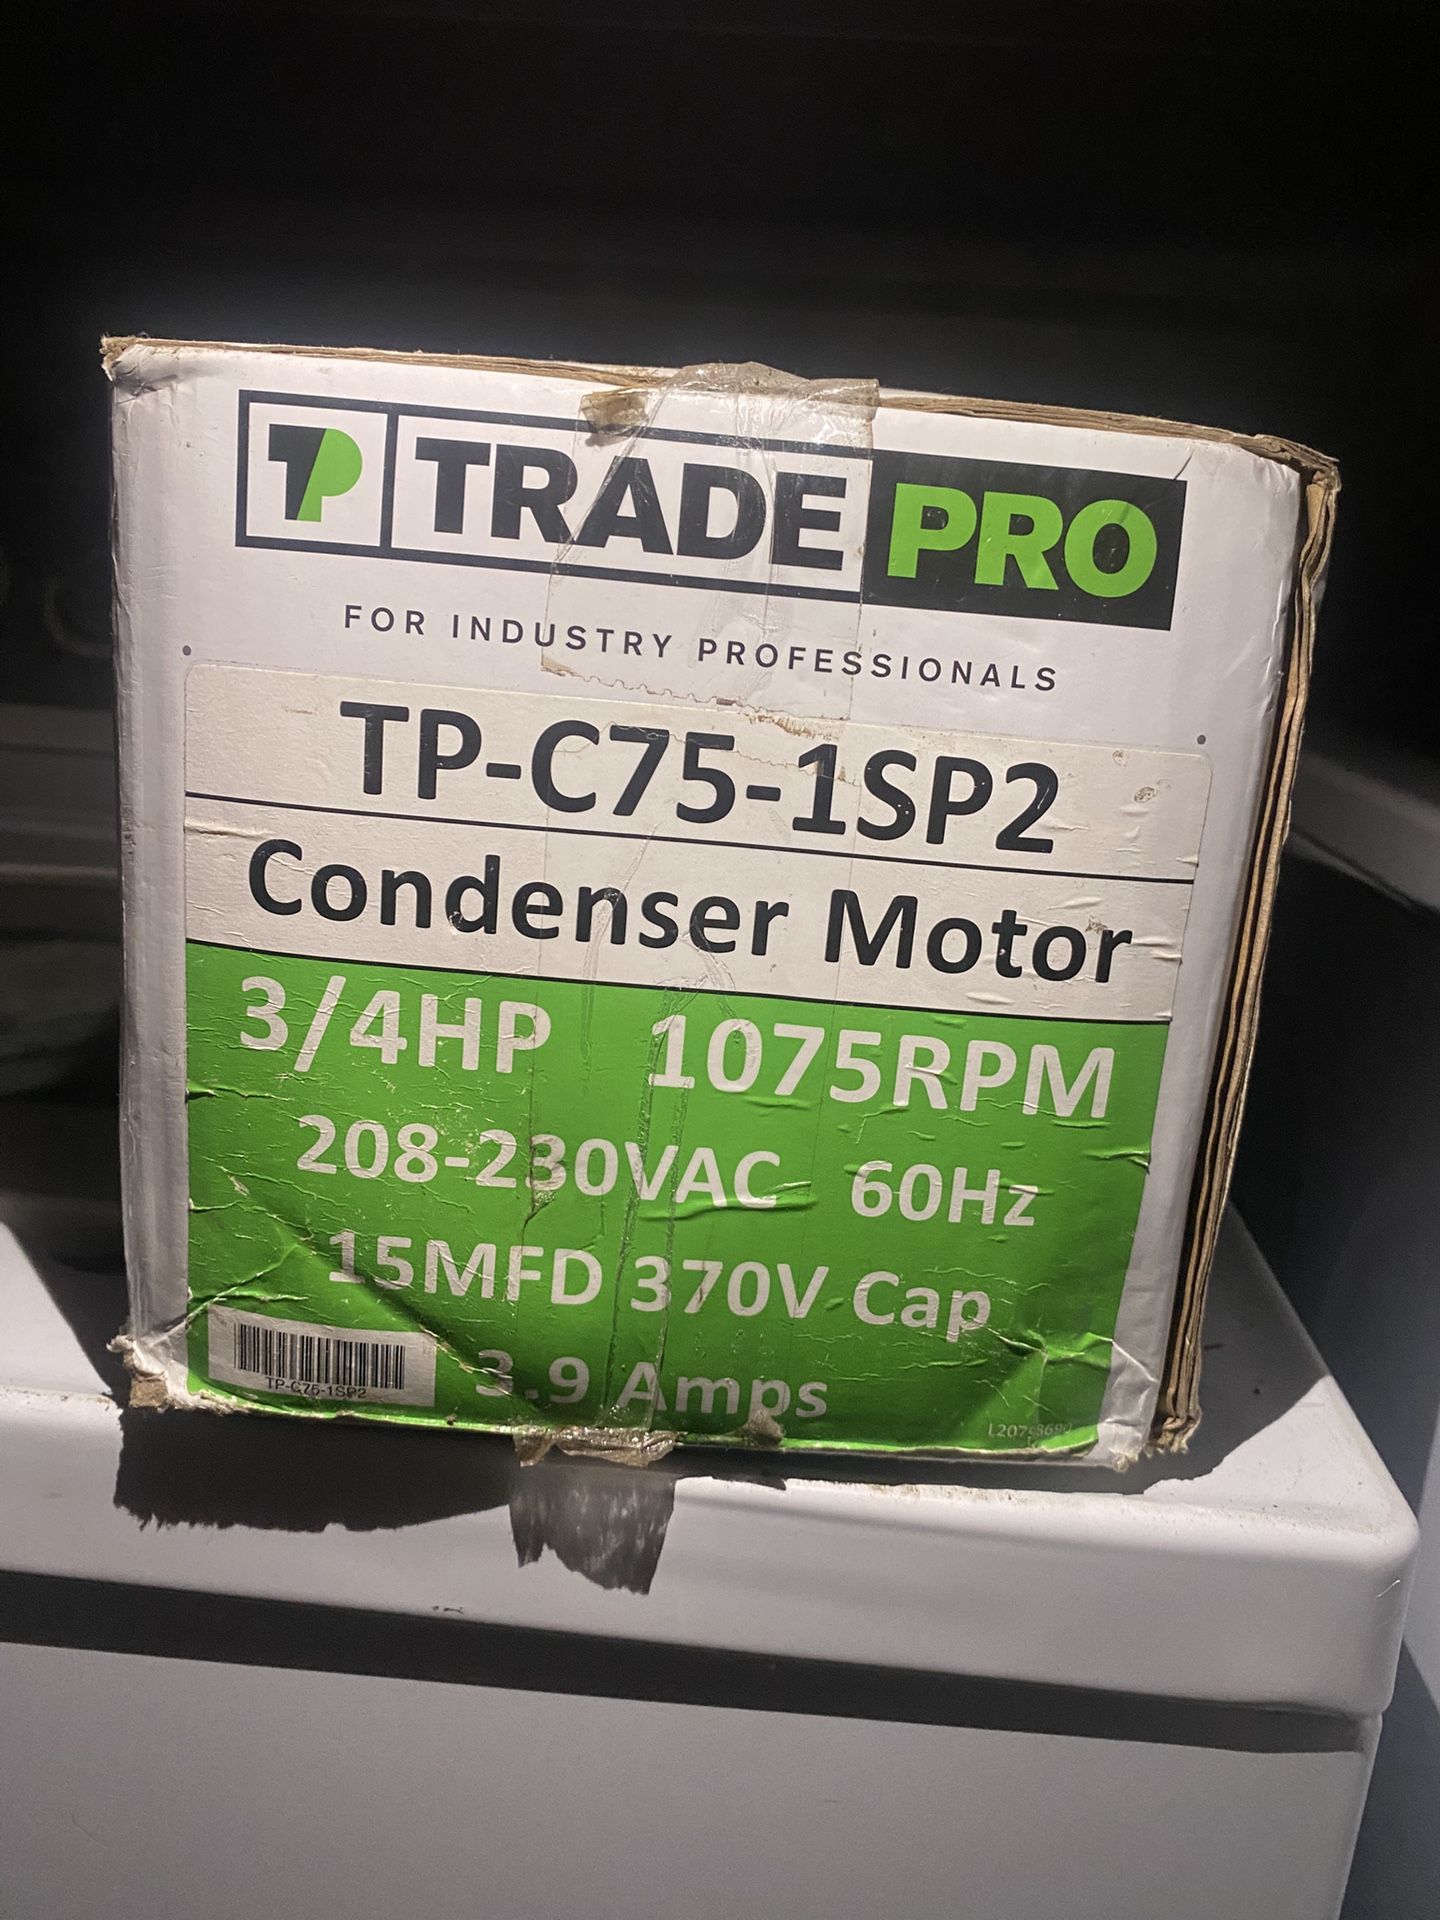 TP TRADE PRO
FOR INDUSTRY PROFESSIONALS
TP-C75-1SP2
Condenser Motor
3/4HP 1075RPM
208-230VAC 60Hz
15MFD 370V Cap
3.9 Amps
TP-C75-1SP2